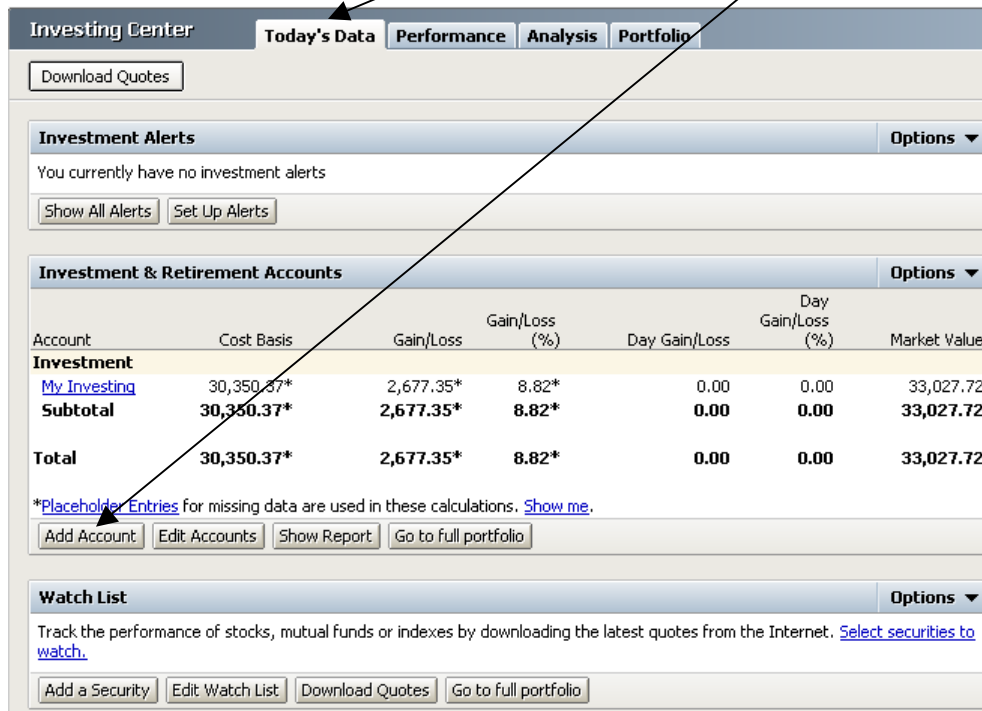 Investing Center Today's Data Performance Analysis Portfolio
Download Quotes
Investment Alerts Options
You currently have no investment alerts
Show All Alerts Set Up Alerts
Investment & Retirement Accounts Options
Account Cost Basis Gain/Loss Gain/Loss (%) Day Gain/Loss Day Gain/Loss (%) Market Value
Investment
My Investing 30,350.37* 2,677.35* 8.82* 0.00 0.00 33,027.72
Subtotal 30,350.37* 2,677.35* 8.82* 0.00 0.00 33,027.72
Total 30,350.37* 2,677.35* 8.82* 0.00 0.00 33,027.72
*Placeholder Entries for missing data are used in these calculations. Show me.
Add Account Edit Accounts Show Report Go to full portfolio
Watch List Options
Track the performance of stocks, mutual funds or indexes by downloading the latest quotes from the Internet. Select securities to
watch.
Add a Security Edit Watch List Download Quotes Go to full portfolio